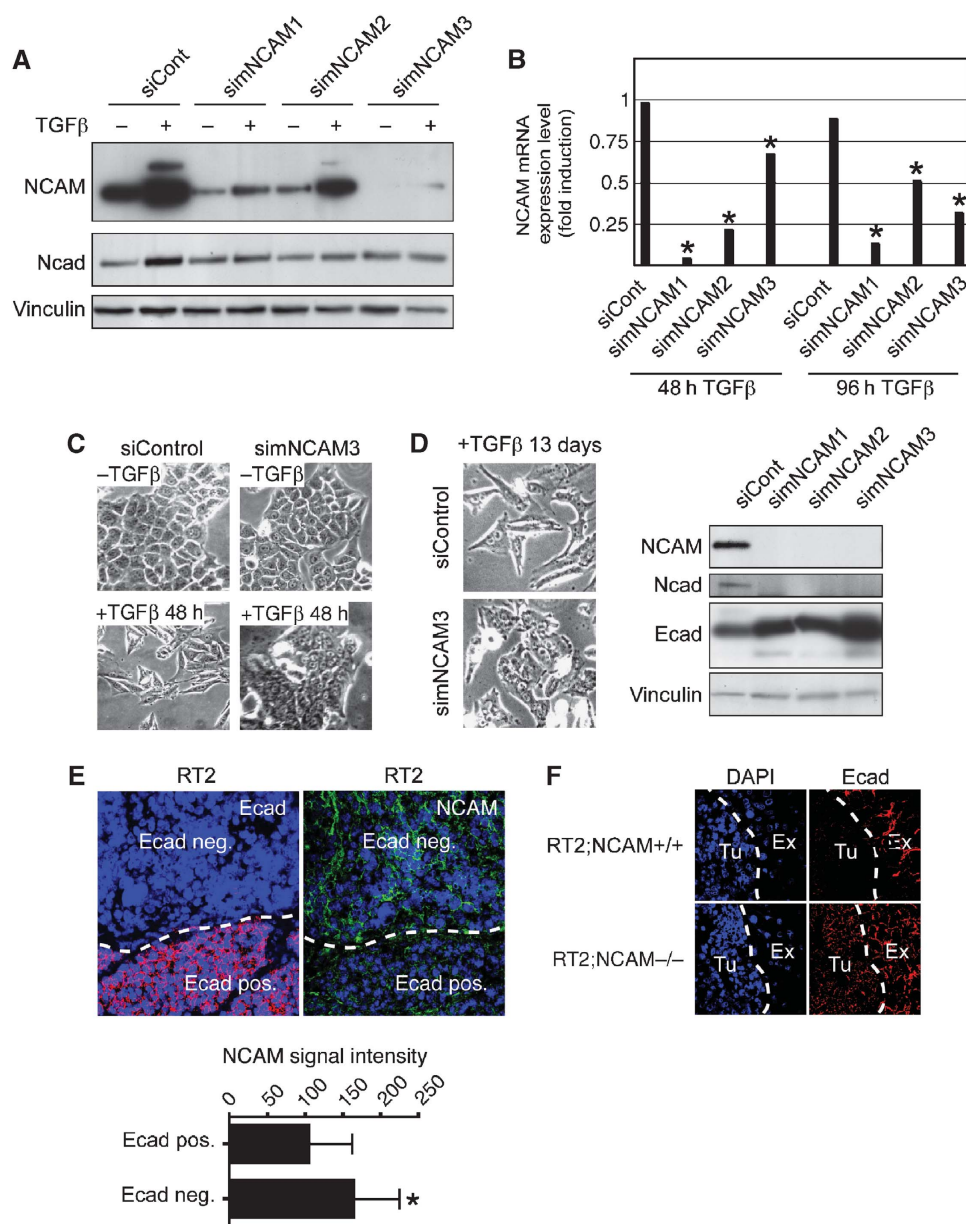 A
siCont
simNCAM1
simNCAM2
simNCAM3
TGFβ – + – + – + – +
NCAM
Ncad
Vinculin
B
NCAM mRNA
expression level
(fold induction)
1
0.75
0.5
0.25
* * * * * *
siCont
simNCAM1
simNCAM2
simNCAM3
siCont
simNCAM1
simNCAM2
simNCAM3
48 h TGFβ
96 h TGFβ
C
siControl
simNCAM3
–TGFβ
–TGFβ
+TGFβ 48 h
+TGFβ 48 h
D
+TGFβ 13 days
siControl
simNCAM3
siCont
simNCAM1
simNCAM2
simNCAM3
NCAM
Ncad
Ecad
Vinculin
E
RT2
RT2
Ecad
Ecad neg.
Ecad pos.
NCAM
Ecad neg.
Ecad pos.
NCAM signal intensity
0 50 100 150 200 250
Ecad pos.
Ecad neg.
*
F
DAPI
Ecad
RT2;NCAM+/+
Tu Ex
Tu Ex
RT2;NCAM–/–
Tu Ex
Tu Ex